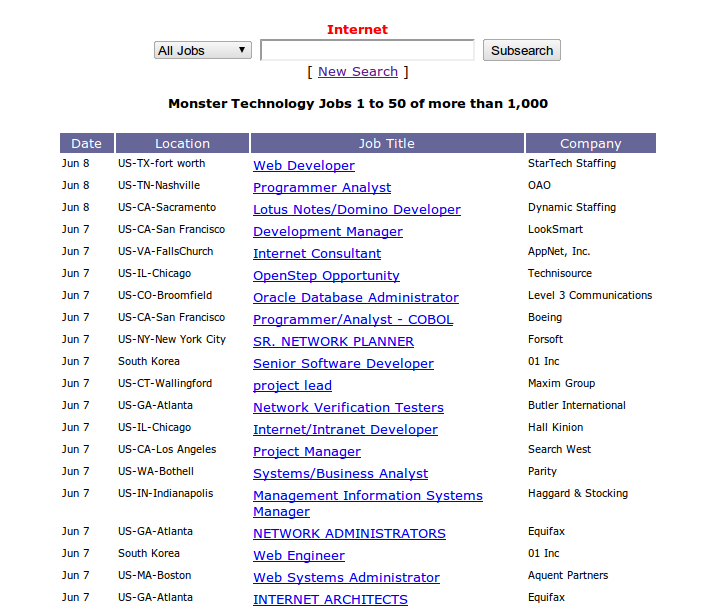 Internet
All Jobs Subsearch
[ New Search ]
Monster Technology Jobs 1 to 50 of more than 1,000
Date Location Job Title Company
Jun 8 US-TX-fort worth Web Developer StarTech Staffing
Jun 8 US-TN-Nashville Programmer Analyst OAO
Jun 8 US-CA-Sacramento Lotus Notes/Domino Developer Dynamic Staffing
Jun 7 US-CA-San Francisco Development Manager LookSmart
Jun 7 US-VA-FallsChurch Internet Consultant AppNet, Inc.
Jun 7 US-IL-Chicago OpenStep Opportunity Technisource
Jun 7 US-CO-Broomfield Oracle Database Administrator Level 3 Communications
Jun 7 US-CA-San Francisco Programmer/Analyst - COBOL Boeing
Jun 7 US-NY-New York City SR. NETWORK PLANNER Forsoft
Jun 7 South Korea Senior Software Developer 01 Inc
Jun 7 US-CT-Wallingford project lead Maxim Group
Jun 7 US-GA-Atlanta Network Verification Testers Butler International
Jun 7 US-IL-Chicago Internet/Intranet Developer Hall Kinion
Jun 7 US-CA-Los Angeles Project Manager Search West
Jun 7 US-WA-Bothell Systems/Business Analyst Parity
Jun 7 US-IN-Indianapolis Management Information Systems Haggard & Stocking
Manager
Jun 7 US-GA-Atlanta NETWORK ADMINISTRATORS Equifax
Jun 7 South Korea Web Engineer 01 Inc
Jun 7 US-MA-Boston Web Systems Administrator Aquent Partners
Jun 7 US-GA-Atlanta INTERNET ARCHITECTS Equifax